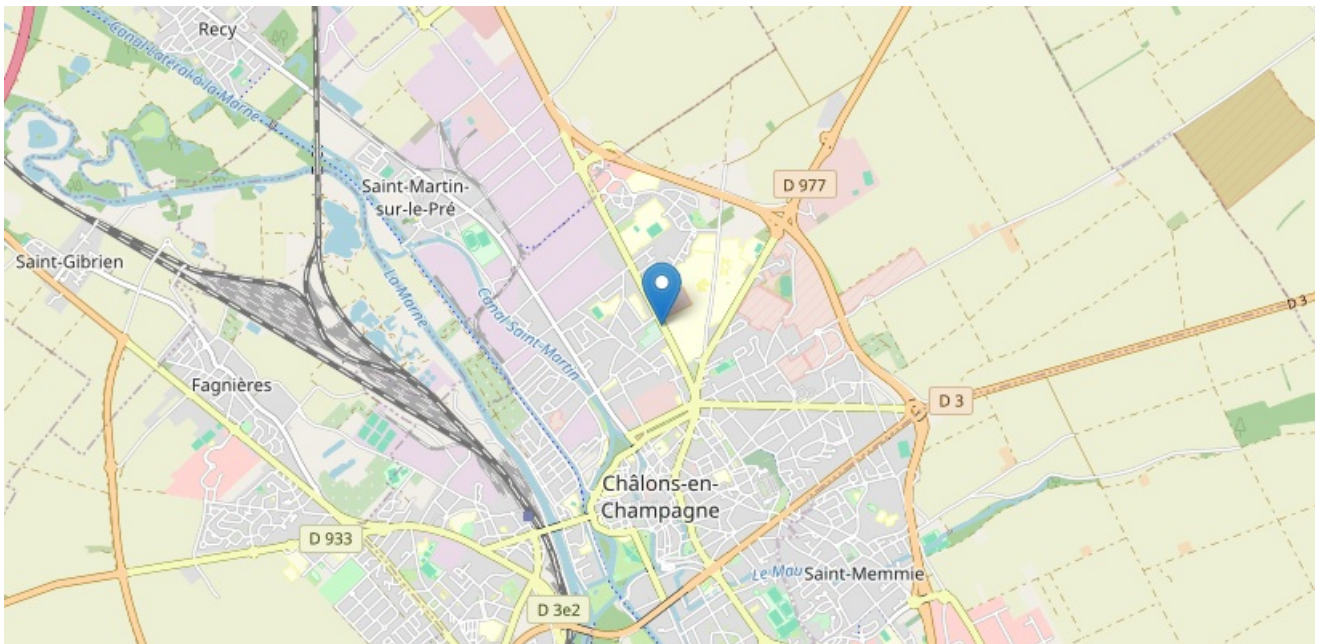 Recy
Canal Latéral à la Marne
D 977
Saint-Martin-
sur-le-Pré
Saint-Gibrien
La Marne
Canal Saint-Martin
D 3
Fagnières
D 3
Châlons-en-
Champagne
D 933
Le Mau
Saint-Memmie
D 3e2